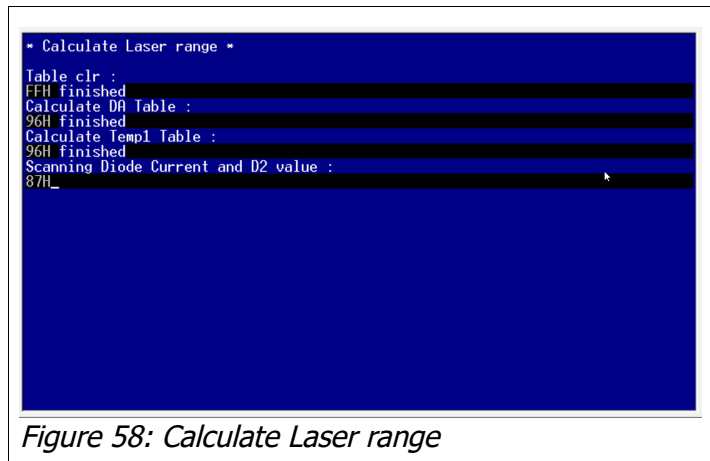 * Calculate Laser range *
Table clr :
FFH finished
Calculate DA Table :
96H finished
Calculate Temp1 Table :
96H finished
Scanning Diode Current and D2 value :
87H_
Figure 58: Calculate Laser range